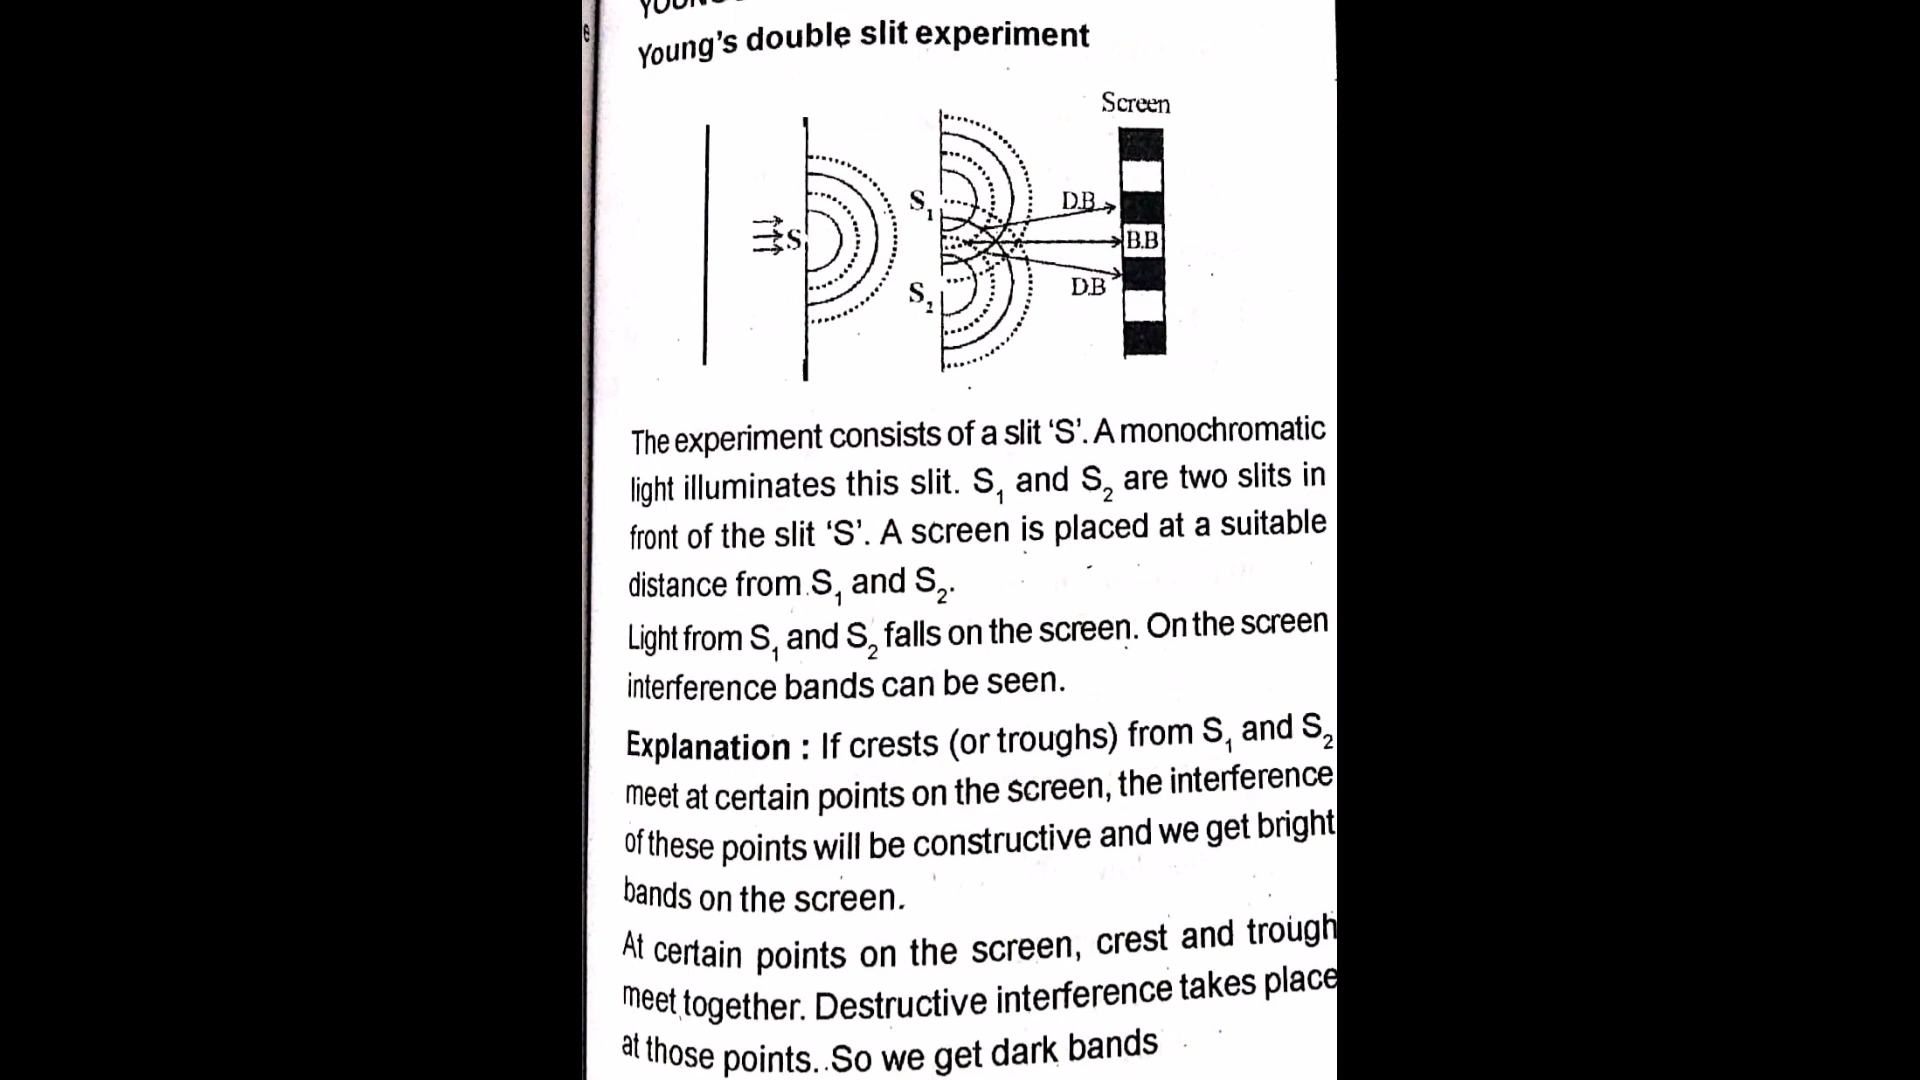 Young's double slit experiment
Screen
S
S₁
S₂
D.B
B.B
D.B
The experiment consists of a slit 'S'. A monochromatic
light illuminates this slit. S₁ and S₂ are two slits in
front of the slit 'S'. A screen is placed at a suitable
distance from S₁ and S₂.
Light from S₁ and S₂ falls on the screen. On the screen
interference bands can be seen.
Explanation : If crests (or troughs) from S₁ and S₂
meet at certain points on the screen, the interference
of these points will be constructive and we get bright
bands on the screen.
At certain points on the screen, crest and trough
meet together. Destructive interference takes place
at those points. So we get dark bands